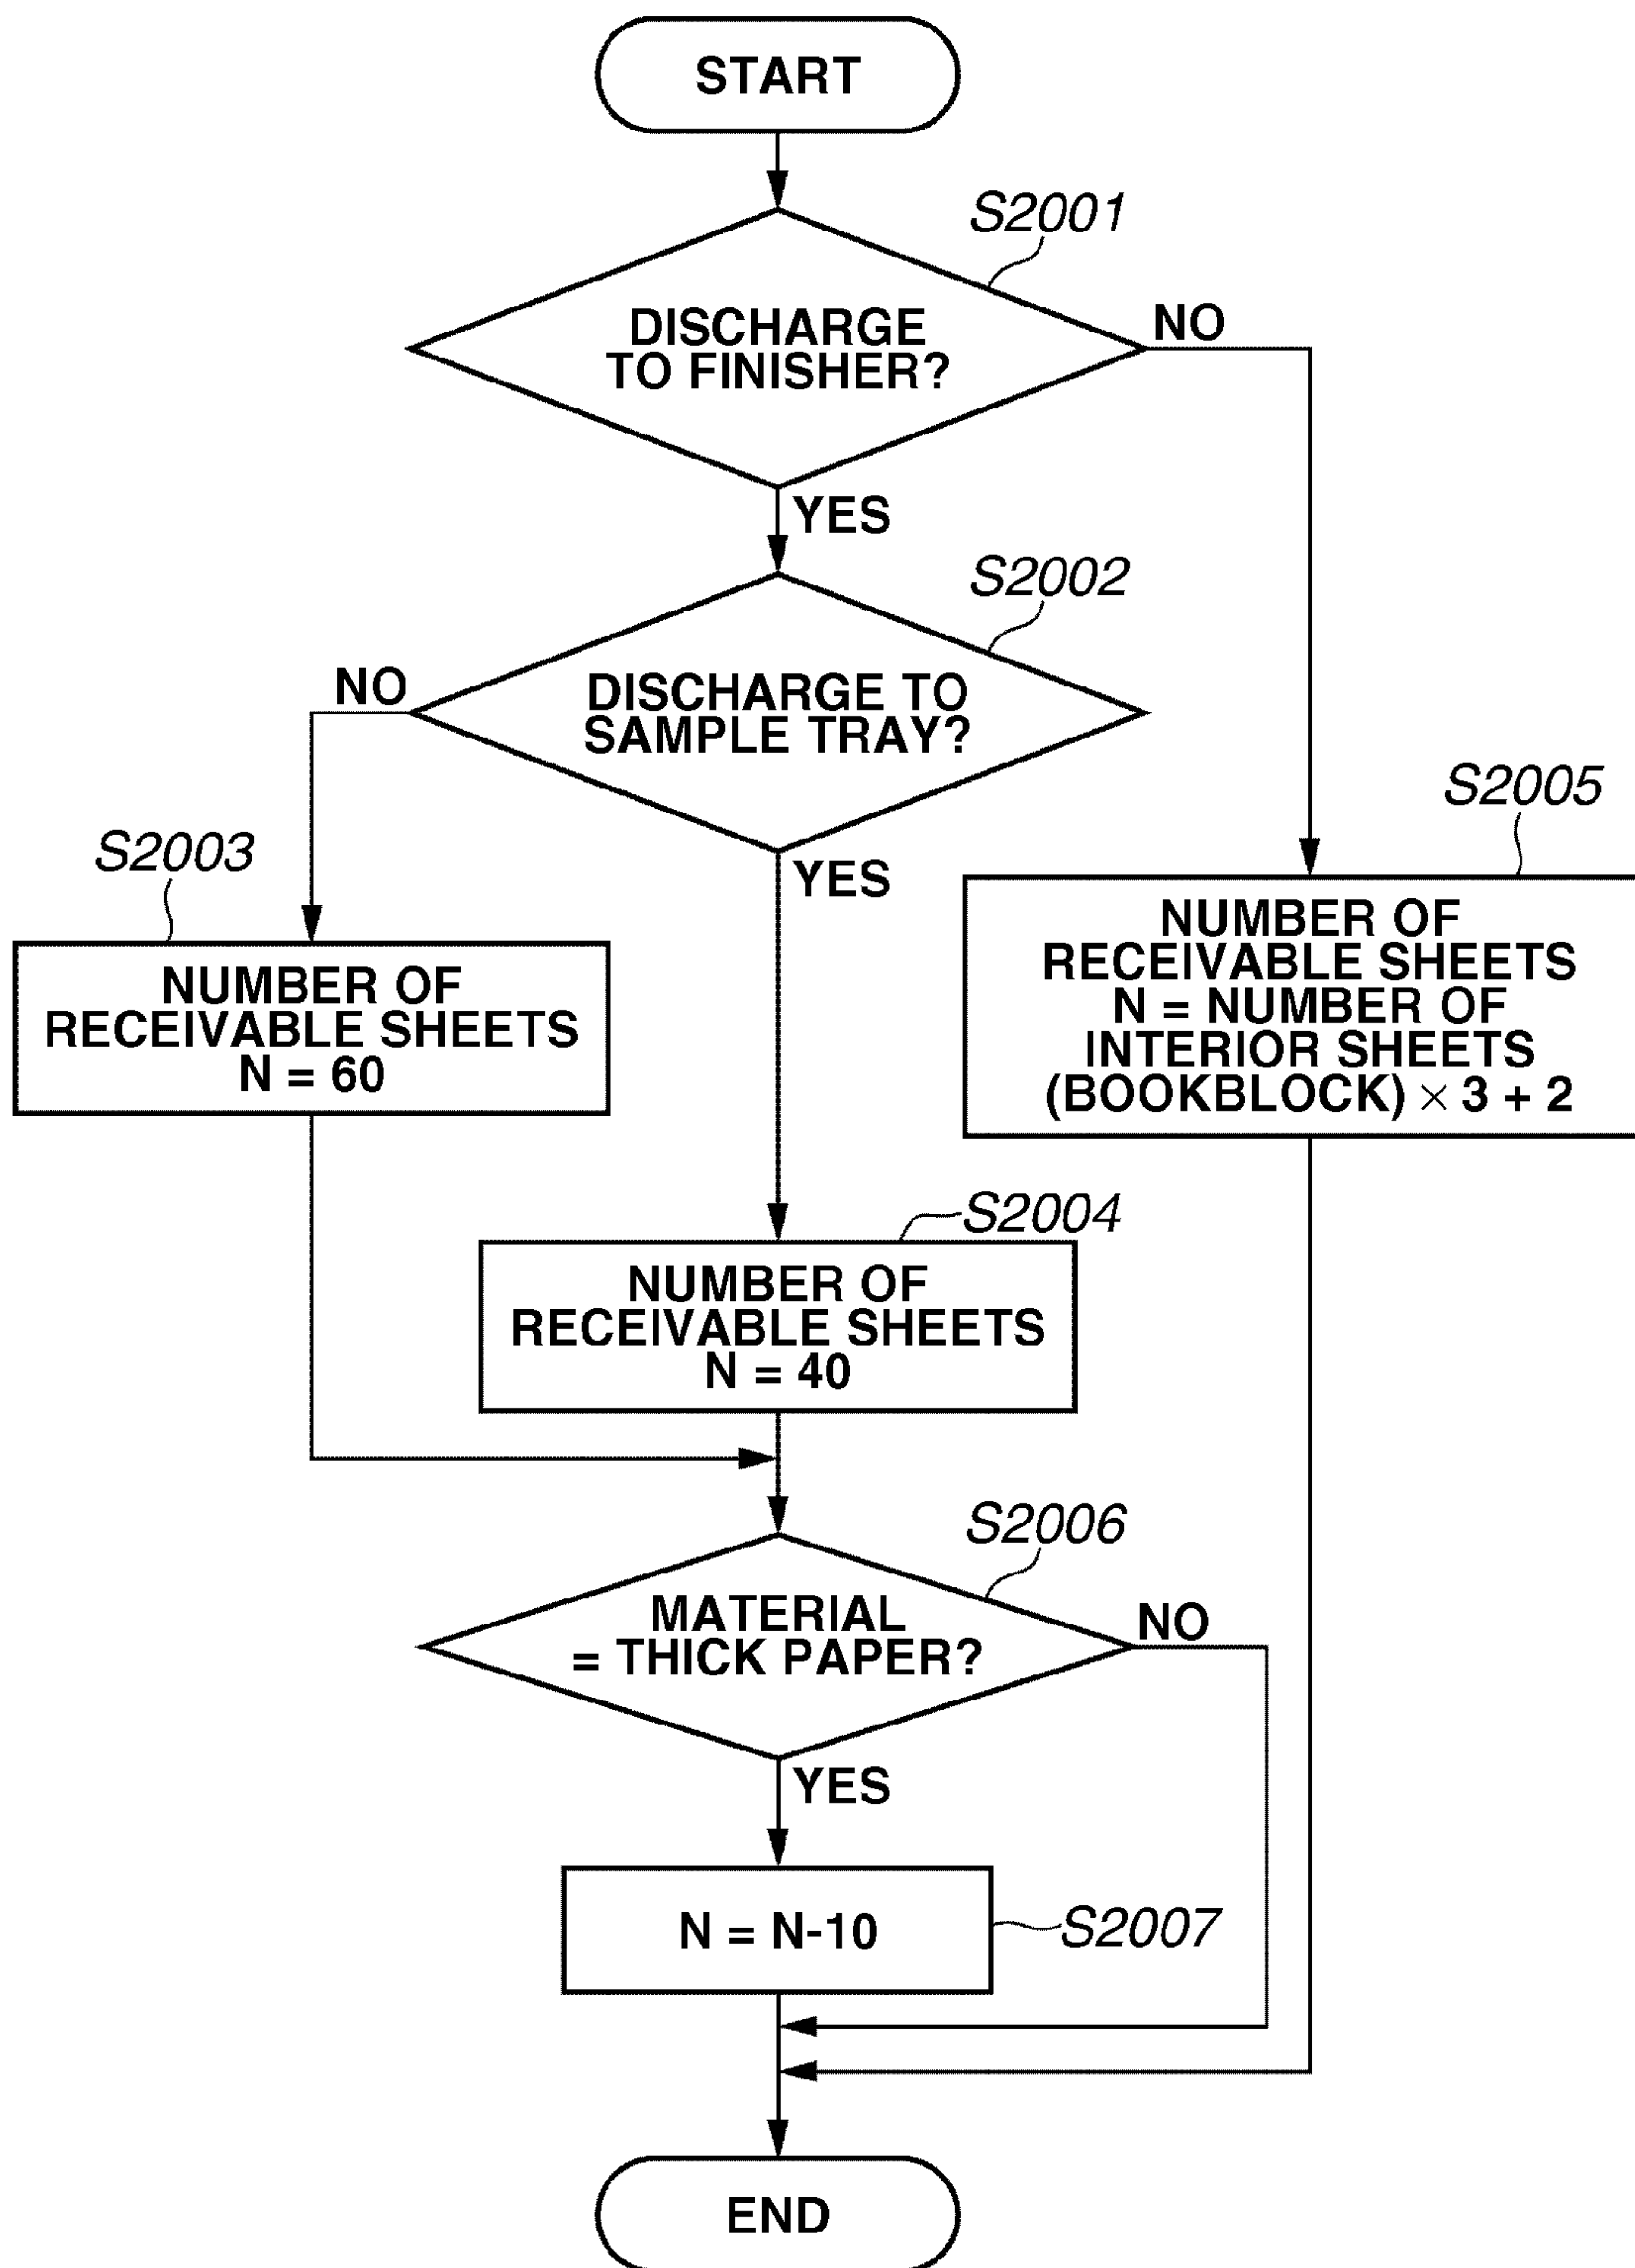 START
S2001
DISCHARGE
TO FINISHER?
NO
YES
S2002
DISCHARGE TO
SAMPLE TRAY?
NO
YES
S2003
NUMBER OF
RECEIVABLE SHEETS
N = 60
S2005
NUMBER OF
RECEIVABLE SHEETS
N = NUMBER OF
INTERIOR SHEETS
(BOOKBLOCK) × 3 + 2
S2004
NUMBER OF
RECEIVABLE SHEETS
N = 40
S2006
MATERIAL
= THICK PAPER?
NO
YES
N = N-10
S2007
END